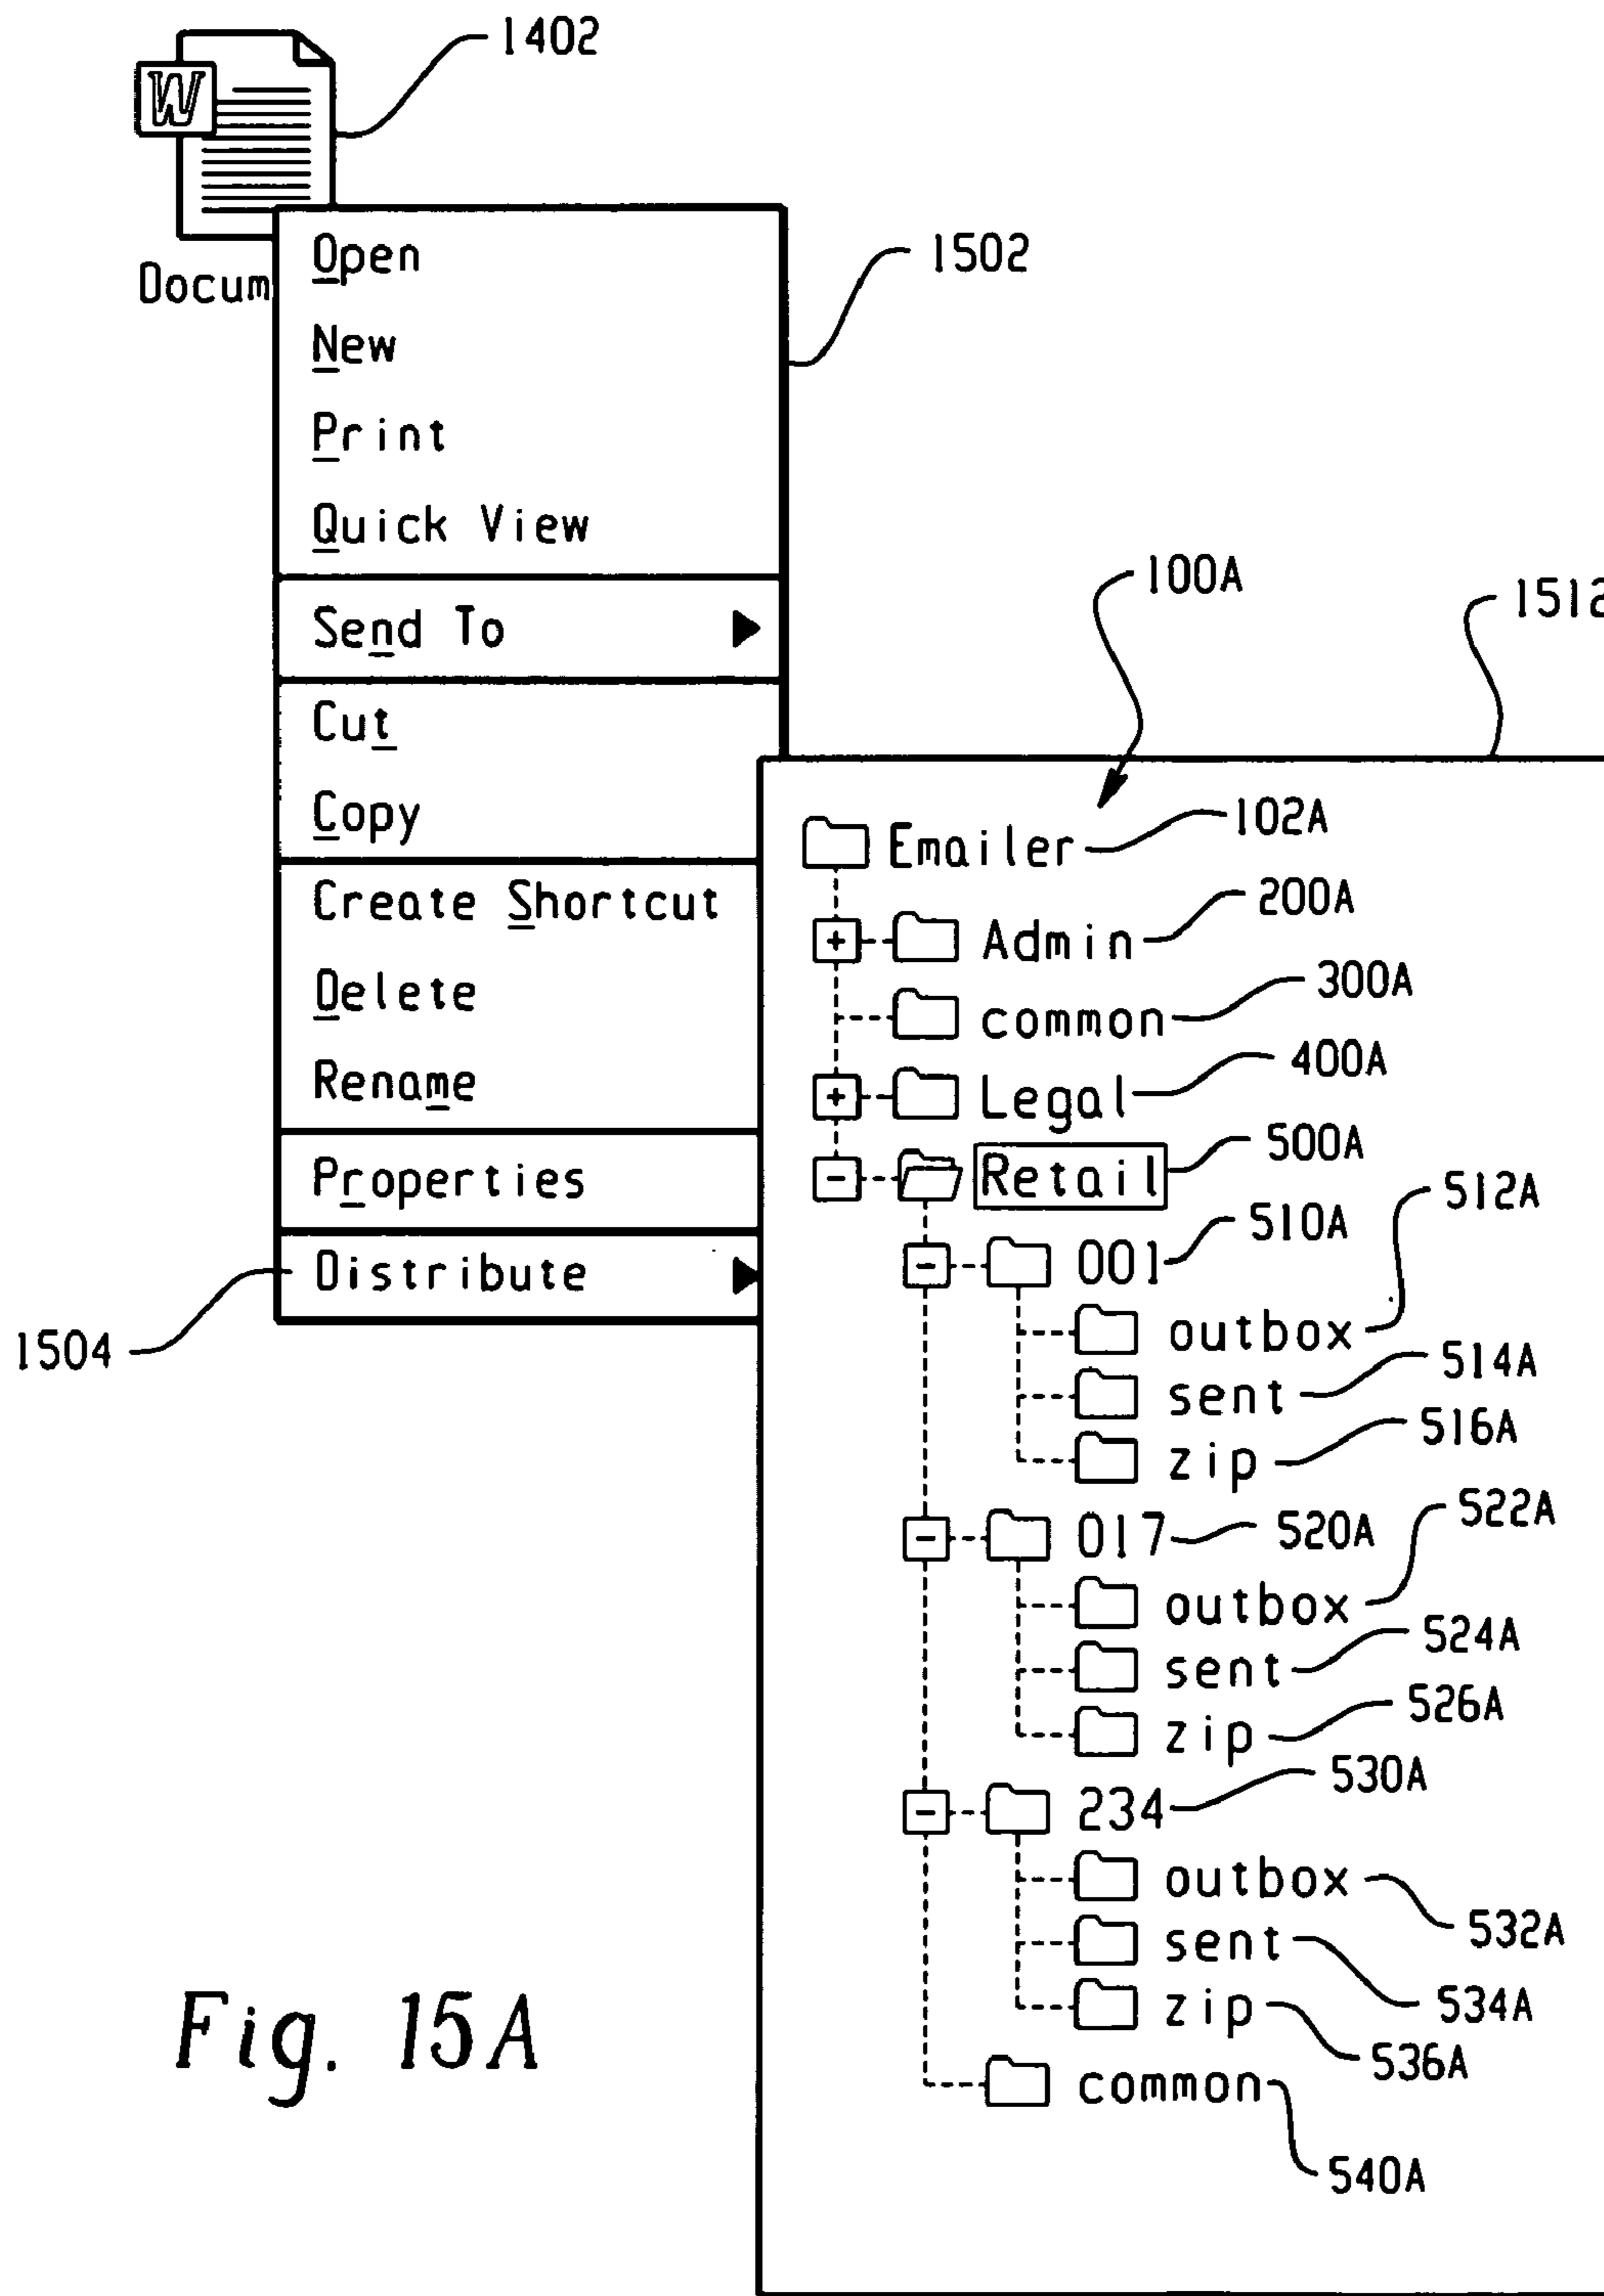 1402
W
Docum
Open
1502
New
Print
Quick View
100A
1512
Send To
Cut
Copy
Emailer 102A
Admin 200A
common 300A
Legal 400A
Retail 500A
001 510A
outbox 512A
sent 514A
zip 516A
017 520A
outbox 522A
sent 524A
zip 526A
234 530A
outbox 532A
sent 534A
zip 536A
common 540A
Create Shortcut
Delete
Rename
Properties
Distribute
1504
Fig. 15A